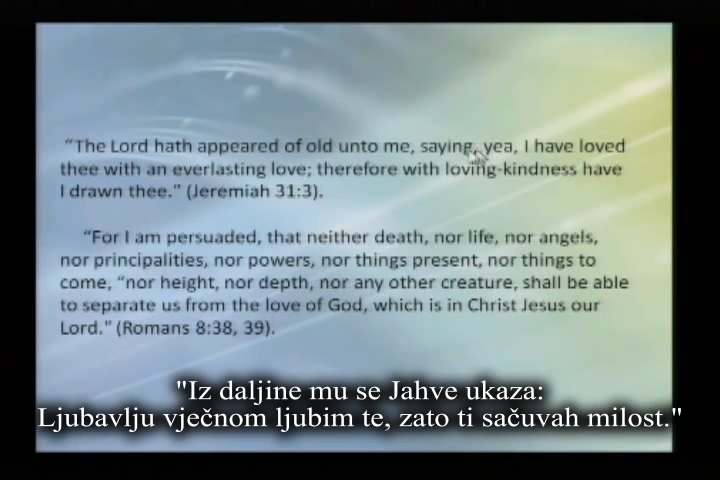 “The Lord hath appeared of old unto me, saying, yea, I have loved
thee with an everlasting love; therefore with loving-kindness have
I drawn thee.” (Jeremiah 31:3).
“For I am persuaded, that neither death, nor life, nor angels,
nor principalities, nor powers, nor things present, nor things to
come, “nor height, nor depth, nor any other creature, shall be able
to separate us from the love of God, which is in Christ Jesus our
Lord.” (Romans 8:38, 39).
"Iz daljine mu se Jahve ukaza:
Ljubavlju vječnom ljubim te, zato ti sačuvah milost."